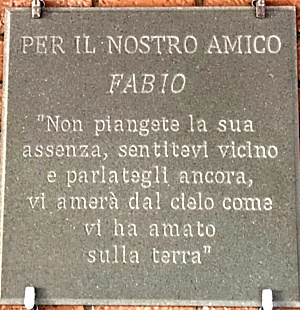 PER IL NOSTRO AMICO
FABIO
"Non piangete la sua
assenza, sentitevi vicino
e parlategli ancora,
vi amerà dal cielo come
vi ha amato
sulla terra"